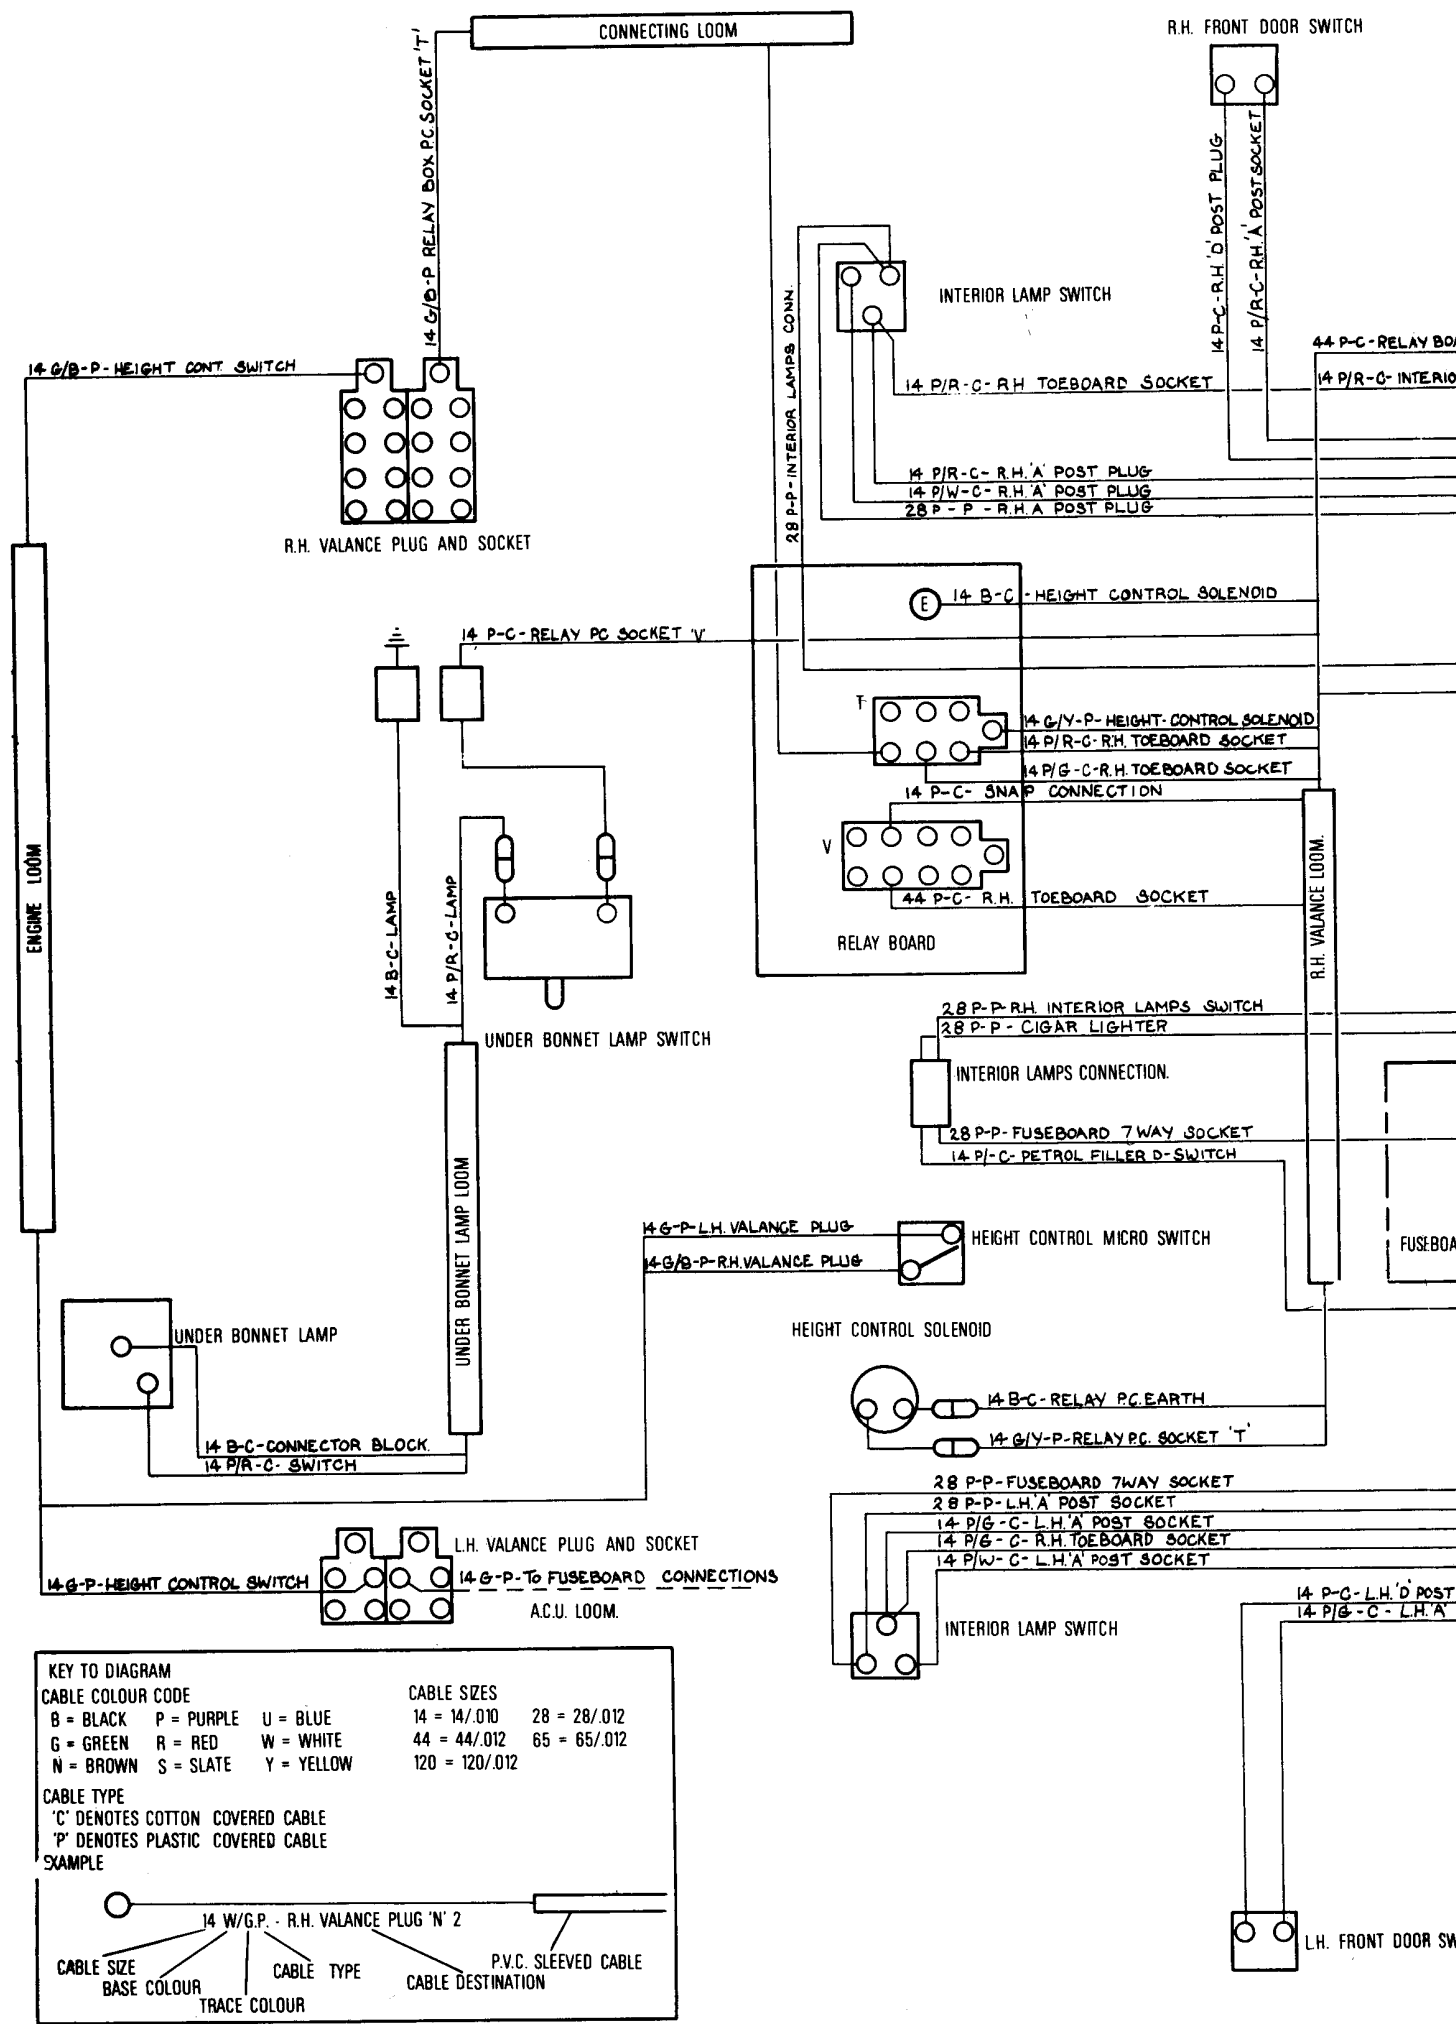 CONNECTING LOOM
R.H. FRONT DOOR SWITCH
14 G/B-P RELAY BOX P.C. SOCKET 'T'
14 P-C-R.H. 'D' POST PLUG
14 P/R-C-R.H. 'A' POST SOCKET
INTERIOR LAMP SWITCH
28 P-P-INTERIOR LAMPS CONN.
44 P-C-RELAY BOA
14 G/B-P-HEIGHT CONT. SWITCH
14 P/R-C-RH TOEBOARD SOCKET
14 P/R-C-INTERIO
14 P/R-C-R.H. 'A' POST PLUG
14 P/W-C-R.H. 'A' POST PLUG
28 P-P-R.H. A POST PLUG
R.H. VALANCE PLUG AND SOCKET
E
14 B-C-HEIGHT CONTROL SOLENOID
14 P-C-RELAY PC SOCKET 'V'
T
14 G/Y-P-HEIGHT-CONTROL SOLENOID
14 P/R-C-R.H. TOEBOARD SOCKET
14 P/G-C-R.H. TOEBOARD SOCKET
14 P-C- SNAP CONNECTION
V
44 P-C- R.H. TOEBOARD SOCKET
RELAY BOARD
ENGINE LOOM
14 B-C-LAMP
14 P/R-C-LAMP
R.H. VALANCE LOOM.
UNDER BONNET LAMP SWITCH
28 P-P-R.H. INTERIOR LAMPS SWITCH
28 P-P-CIGAR LIGHTER
INTERIOR LAMPS CONNECTION.
28 P-P-FUSEBOARD 7 WAY SOCKET
14 P/-C-PETROL FILLER D-SWITCH
UNDER BONNET LAMP LOOM
14 G-P-L.H. VALANCE PLUG
14 G/B-P-R.H. VALANCE PLUG
HEIGHT CONTROL MICRO SWITCH
FUSEBOA
UNDER BONNET LAMP
HEIGHT CONTROL SOLENOID
14 B-C-RELAY P.C. EARTH
14 G/Y-P-RELAY P.C. SOCKET 'T'
14 B-C-CONNECTOR BLOCK.
14 P/R-C-SWITCH
28 P-P-FUSEBOARD 7WAY SOCKET
28 P-P-L.H. 'A' POST SOCKET
14 P/G-C-L.H. 'A' POST SOCKET
14 P/G-C-R.H. TOEBOARD SOCKET
14 P/W-C-L.H. 'A' POST SOCKET
L.H. VALANCE PLUG AND SOCKET
14 G-P-HEIGHT CONTROL SWITCH
14 G-P-To FUSEBOARD CONNECTIONS
A.C.U. LOOM.
14 P-C-L.H. 'D' POST
14 P/G-C-L.H. 'A'
INTERIOR LAMP SWITCH
KEY TO DIAGRAM
CABLE COLOUR CODE
B = BLACK P = PURPLE U = BLUE
G = GREEN R = RED W = WHITE
N = BROWN S = SLATE Y = YELLOW
CABLE SIZES
14 = 14/.010 28 = 28/.012
44 = 44/.012 65 = 65/.012
120 = 120/.012
CABLE TYPE
'C' DENOTES COTTON COVERED CABLE
'P' DENOTES PLASTIC COVERED CABLE
EXAMPLE
14 W/G.P. - R.H. VALANCE PLUG 'N' 2
CABLE SIZE
BASE COLOUR
TRACE COLOUR
CABLE TYPE
CABLE DESTINATION
P.V.C. SLEEVED CABLE
L.H. FRONT DOOR SW